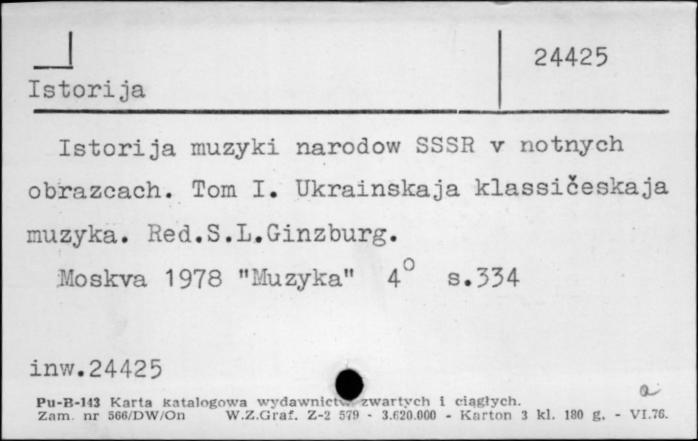 24425
Istorija
Istorija muzyki narodow SSSR v notnych
obrazcach. Tom I. Ukrainskaja klassičeskaja
muzyka. Red.S.L.Ginzburg.
Moskva 1978 "Muzyka" 4° s.334
inw.24425
a
Pu-B-143 Karta katalogowa wydawnictw zwartych i ciągłych.
Zam. nr 566/DW/On W.Z.Graf. Z-2 579 - 3.620.000 - Karton 3 kl. 180 g. - VI.76.